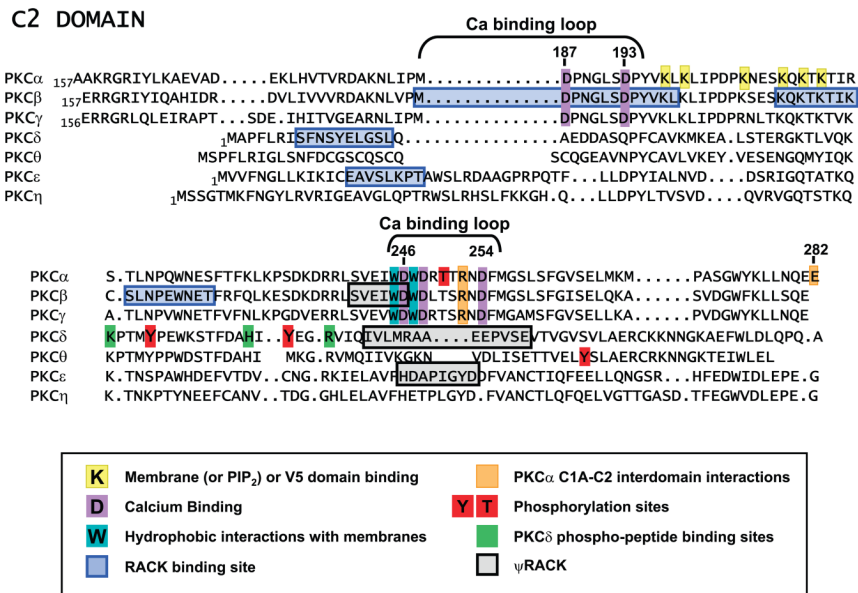 C2 DOMAIN
Ca binding loop
187 193
PKCα 157AAKRGRIYLKAEVAD.....EKLHVTVRDAKNLIPM..............DPNGLSDPYVKLKLIPDPKNESKQKTKTIR
PKCβ 157ERRGRIYIQAHIDR.....DVLIVVVRDAKNLVPM..............DPNGLSDPYVKLKLIPDPKSESKQKTKTIK
PKCγ 156ERRGRLQLEIRAPT....SDE.IHITVGEARNLIPM..............DPNGLSDPYVKLKLIPDPRNLTKQKTKTVK
PKCδ 1MAPFLRISFNSYELGSLQ................AEDDASQPFCAVKMKEA.LSTERGKTLVQK
PKCθ MSPFLRIGLSNFDCGSCQSCQ SCQGEAVNPYCAVLVKEY.VESENGQMYIQK
PKCε 1MVVFNGLLKIKICEAVSLKPTAWSLRDAAGPRPQTF...LLDPYIALNVD...DSRIGQTATKQ
PKCη 1MSSGTMKFNGYLRVRIGEAVGLQPTRWSLRHSLFKKGH.Q...LLDPYLTVSVD...QVRVGQTSTKQ
Ca binding loop
246 254 282
PKCα S.TLNPQWNESFTFKLKPSDKDRRLSVEIWDWDRTTRNDFMGSLSFGVSELMKM......PASGWYKLLNQEE
PKCβ C.SLNPEWNETFRFQLKESDKDRRLSVEIWDWDLTSRNDFMGSLSFGISELQKA......SVDGWFKLLSQE
PKCγ A.TLNPVWNETFVFNLKPGDVERRLSVEVWDWDRTSRNDFMGAMSFGVSELLKA......PVDGWYKLLNQE
PKCδ KPTMYPEWKSTFDAHI..YEG.RVIQIVLMRAA....EEPVSEVTVGVSVLAERCKKNNGKAEFWLDLQPQ.A
PKCθ KPTMYPPWDSTFDAHI MKG.RVMQIIVKGKN VDLISETTVELYSLAERCRKNNGKTEIWLEL
PKCε K.TNSPAWHDEFVTDV..CNG.RKIELAVFHDAPIGYDDFVANCTIQFEELLQNGSR...HFEDWIDLEPE.G
PKCη K.TNKPTYNEEFCANV..TDG.GHLELAVFHETPLGYD.FVANCTLQFQELVGTTGASD.TFEGWVDLEPE.G
K Membrane (or PIP2) or V5 domain binding
D Calcium Binding
W Hydrophobic interactions with membranes
RACK binding site
PKCα C1A-C2 interdomain interactions
Y T Phosphorylation sites
PKCδ phospho-peptide binding sites
ψRACK